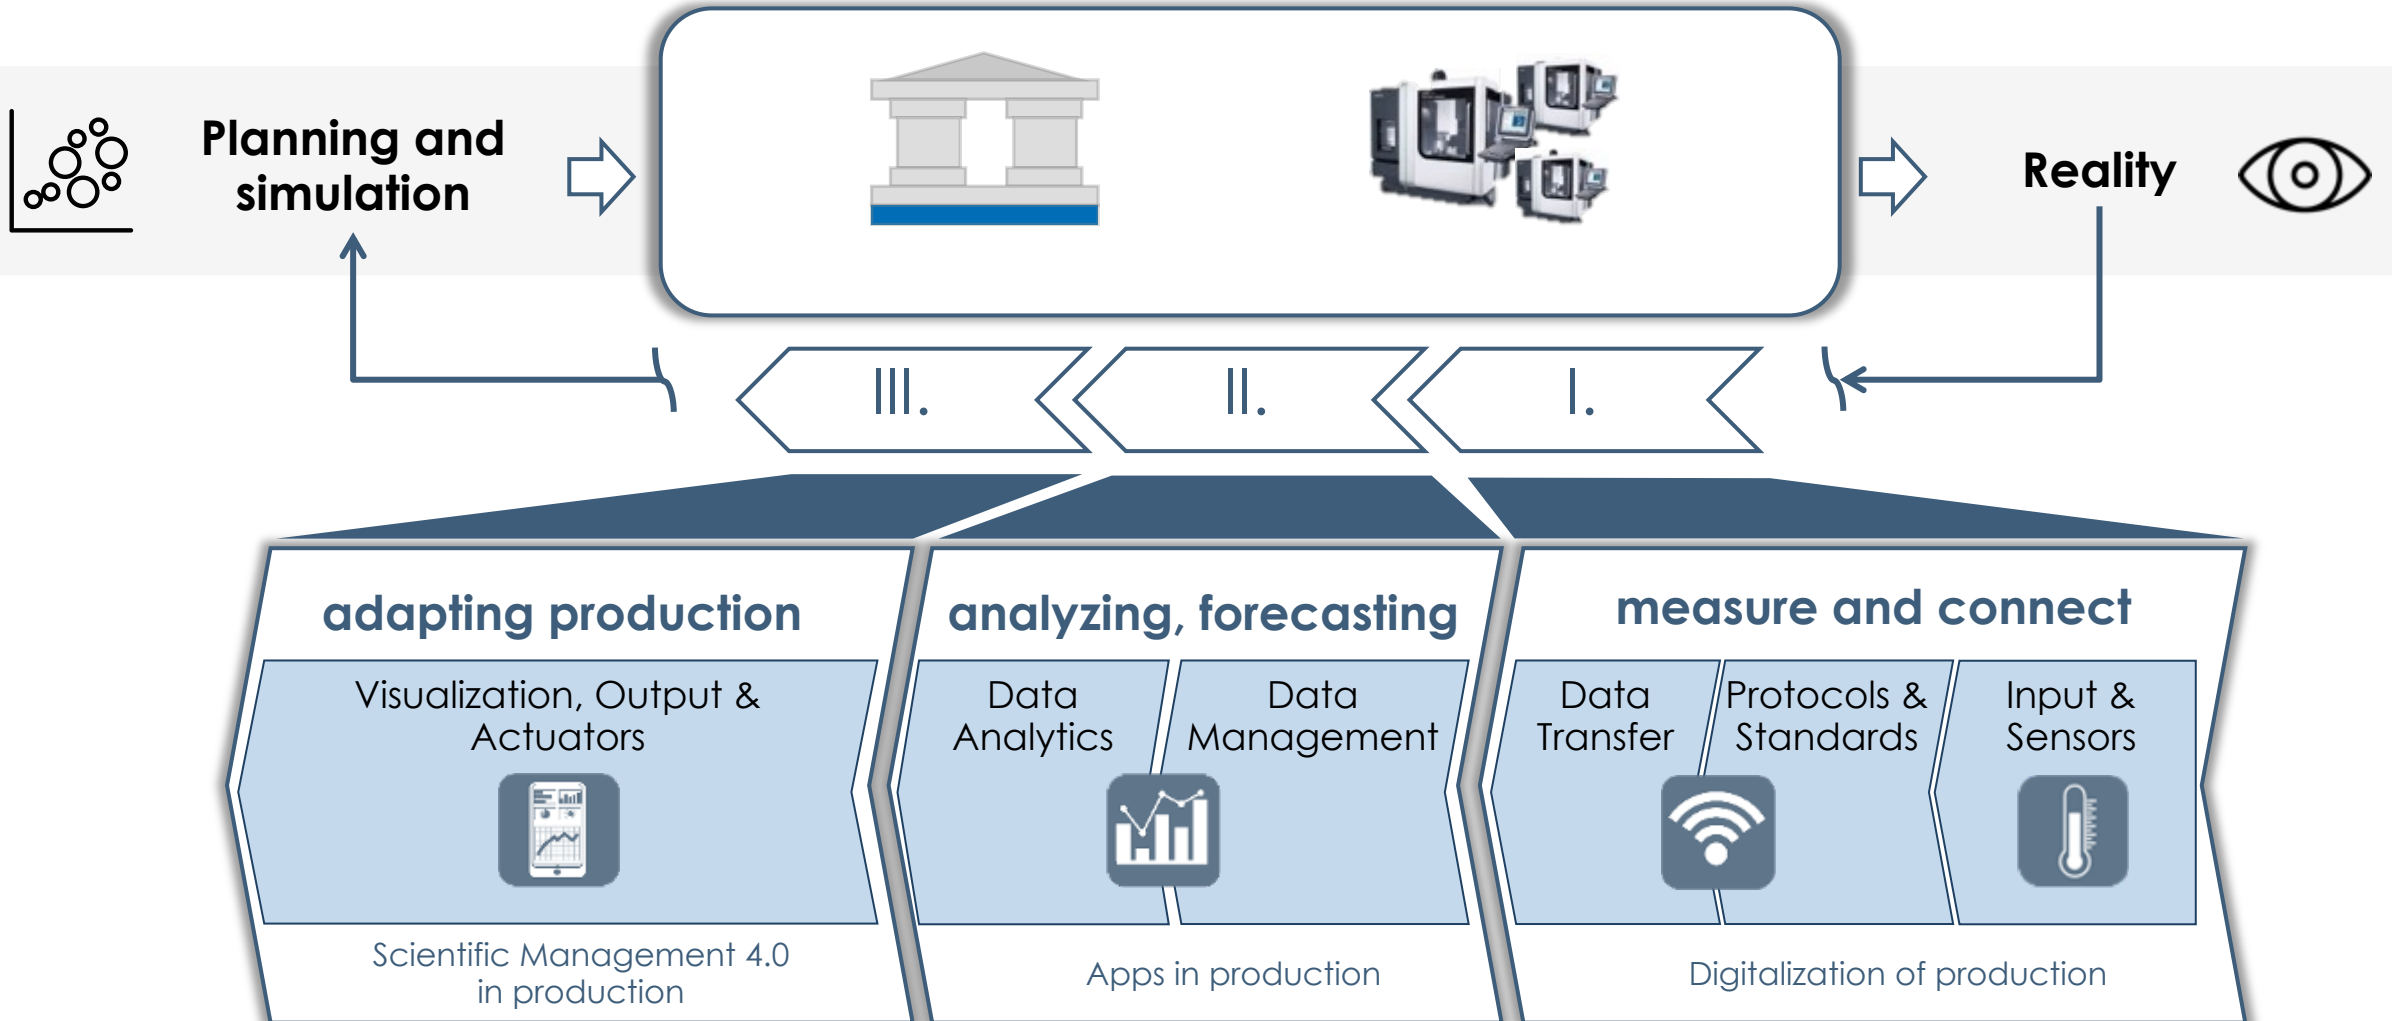 Planning and
simulation
Reality
III.
II.
I.
adapting production
analyzing, forecasting
measure and connect
Visualization, Output &
Actuators
Data
Analytics
Data
Management
Data
Transfer
Protocols &
Standards
Input &
Sensors
Scientific Management 4.0
in production
Apps in production
Digitalization of production